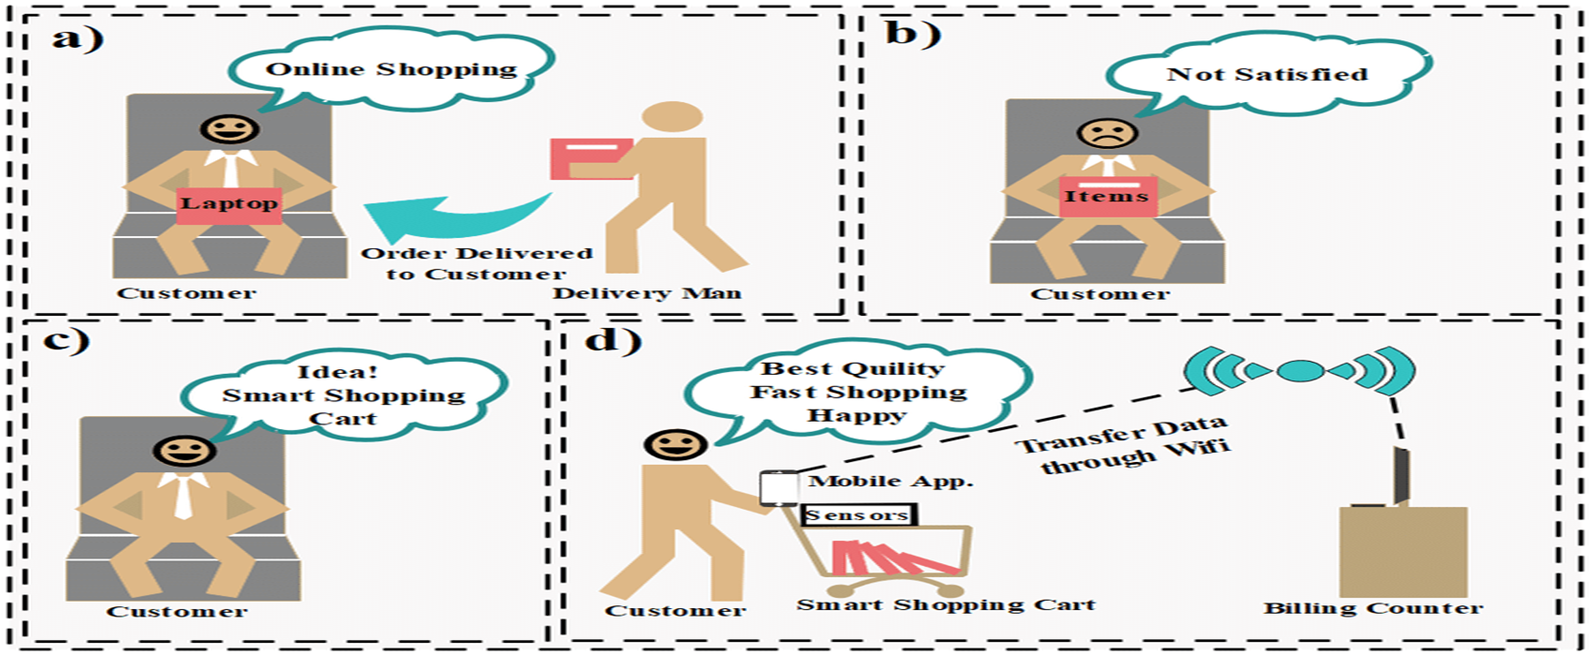 a)
Online Shopping
Laptop
Order Delivered
to Customer
Customer
Delivery Man
b)
Not Satisfied
Items
Customer
c)
Idea!
Smart Shopping
Cart
Customer
d)
Best Quility
Fast Shopping
Happy
Transfer Data
through Wifi
Mobile App.
Sensors
Customer
Smart Shopping Cart
Billing Counter